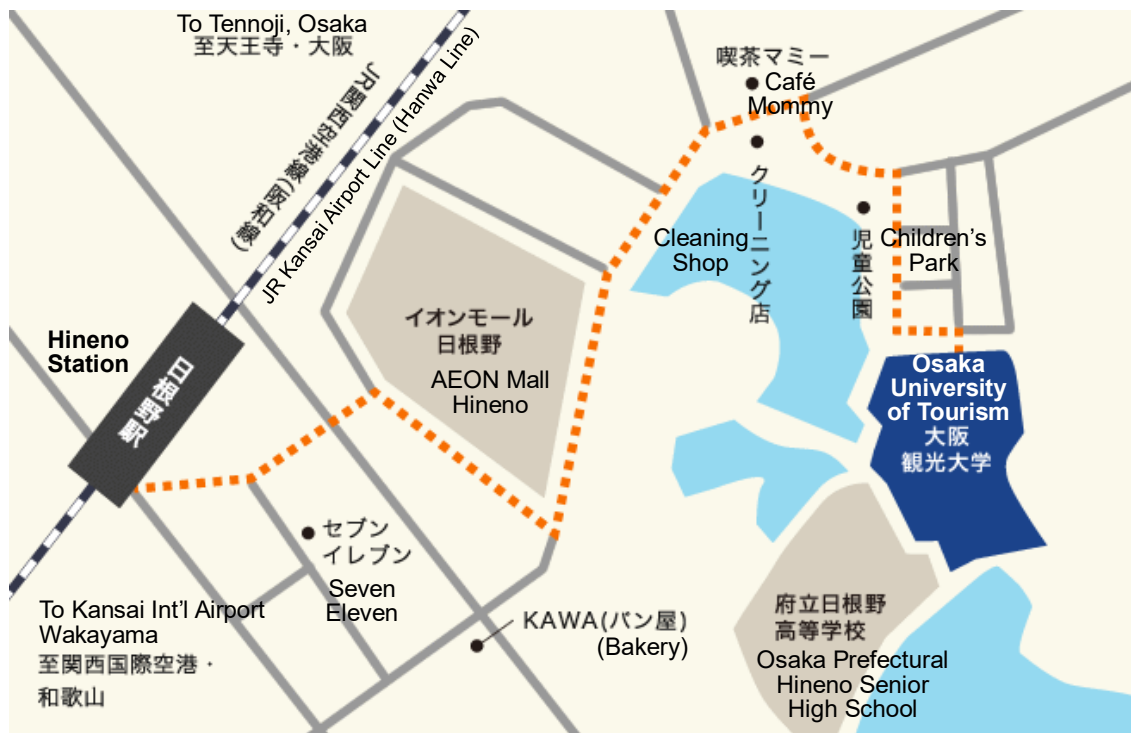 To Tennoji, Osaka
至天王寺・大阪
JR関西空港線(阪和線)
JR Kansai Airport Line (Hanwa Line)
喫茶マミー
Café
Mommy
クリーニング店
Cleaning
Shop
児童公園
Children's
Park
Hineno
Station
日根野駅
イオンモール
日根野
AEON Mall
Hineno
Osaka
University
of Tourism
大阪
観光大学
セブン
イレブン
Seven
Eleven
To Kansai Int'l Airport
Wakayama
至関西国際空港・
和歌山
KAWA(パン屋)
(Bakery)
府立日根野
高等学校
Osaka Prefectural
Hineno Senior
High School